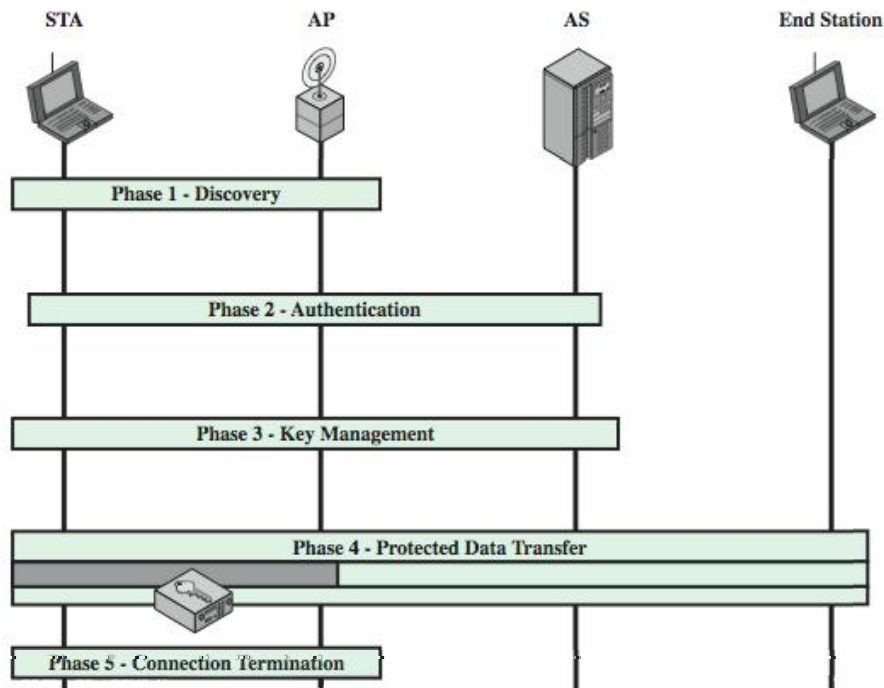 STA
AP
AS
End Station
Phase 1 - Discovery
Phase 2 - Authentication
Phase 3 - Key Management
Phase 4 - Protected Data Transfer
Phase 5 - Connection Termination